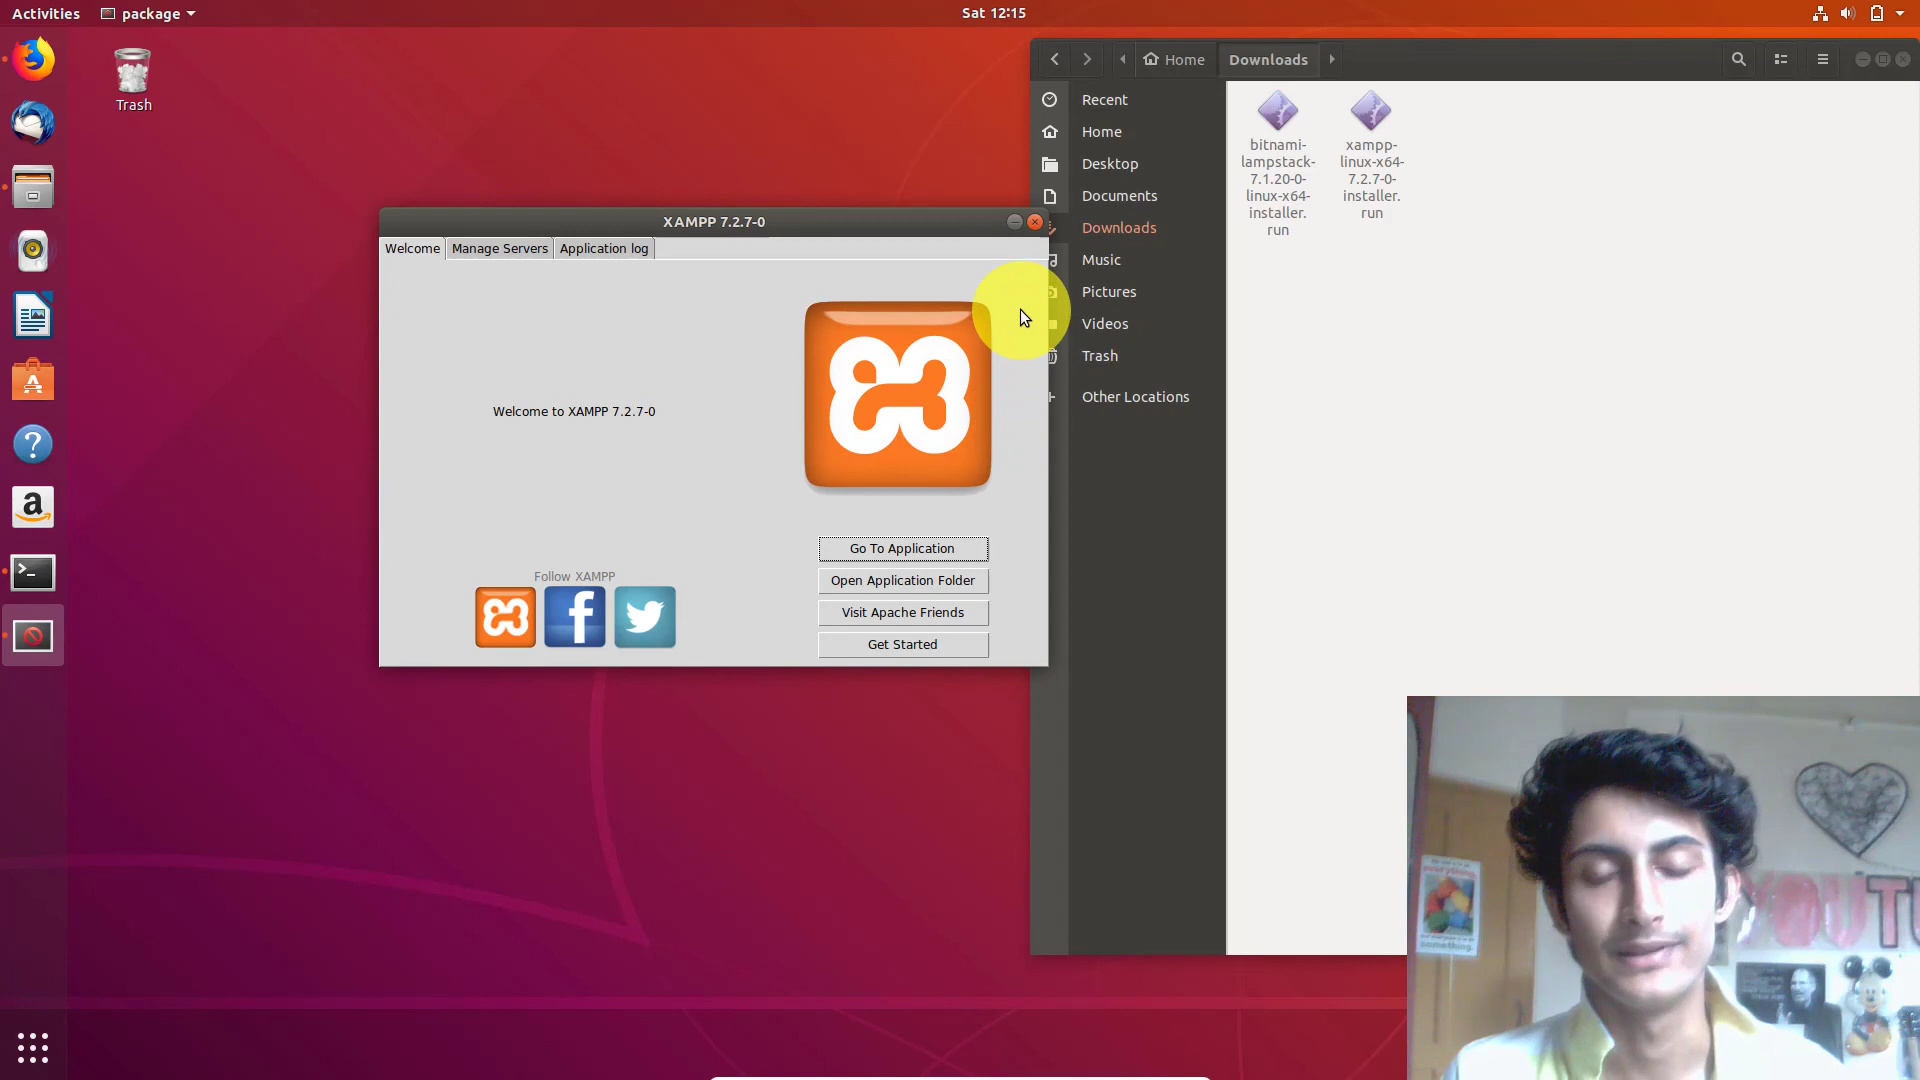 Activities
package
Sat 12:15
Trash
Home
Downloads
Recent
Home
Desktop
Documents
Downloads
Music
Pictures
Videos
Trash
Other Locations
bitnami-
lampstack-
7.1.20-0-
linux-x64-
installer.
run
xampp-
linux-x64-
7.2.7-0-
installer.
run
XAMPP 7.2.7-0
Welcome
Manage Servers
Application log
Welcome to XAMPP 7.2.7-0
Go To Application
Open Application Folder
Visit Apache Friends
Get Started
Follow XAMPP
everything
something.
YOUTU